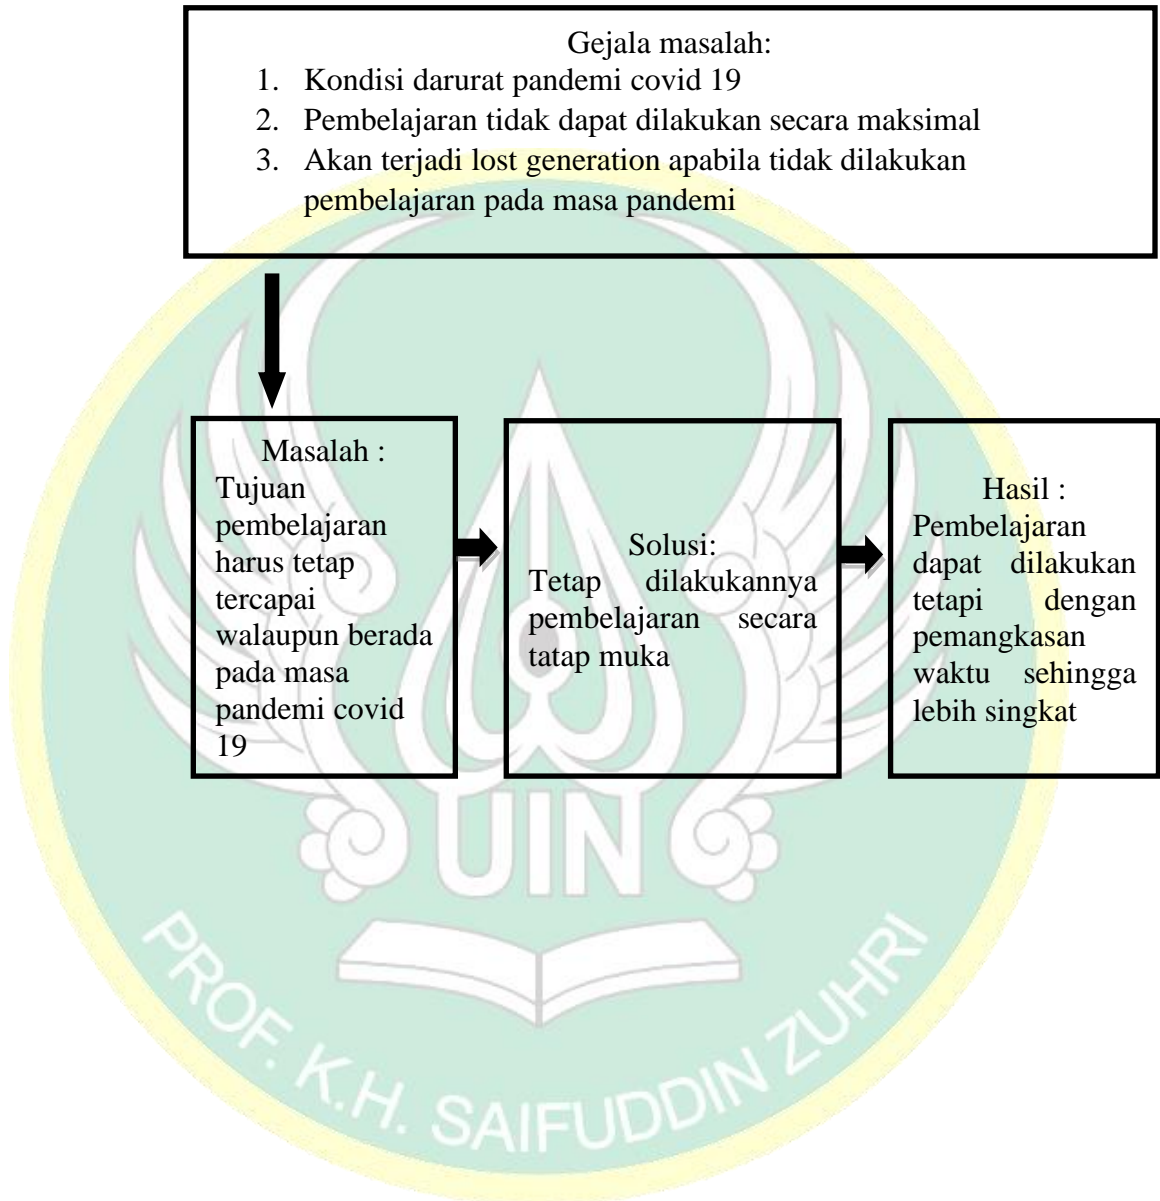 Gejala masalah:
1. Kondisi darurat pandemi covid 19
2. Pembelajaran tidak dapat dilakukan secara maksimal
3. Akan terjadi lost generation apabila tidak dilakukan
pembelajaran pada masa pandemi
Masalah :
Tujuan
pembelajaran
harus tetap
tercapai
walaupun berada
pada masa
pandemi covid
19
Solusi:
Tetap dilakukannya
pembelajaran secara
tatap muka
Hasil :
Pembelajaran
dapat dilakukan
tetapi dengan
pemangkasan
waktu sehingga
lebih singkat
UIN
PROF. K.H. SAIFUDDIN ZUHRI